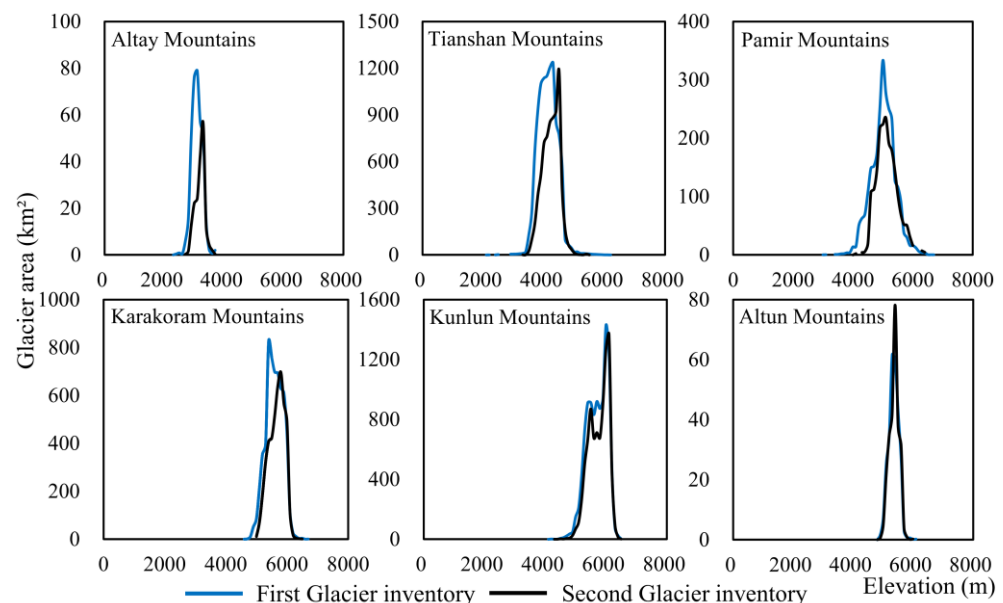 Glacier area (km²)
100
80
60
40
20
0
Altay Mountains
0 2000 4000 6000 8000
1500
1200
900
600
300
0
Tianshan Mountains
0 2000 4000 6000 8000
400
300
200
100
0
Pamir Mountains
0 2000 4000 6000 8000
1000
800
600
400
200
0
Karakoram Mountains
0 2000 4000 6000 8000
1600
1200
800
400
0
Kunlun Mountains
0 2000 4000 6000 8000
80
60
40
20
0
Altun Mountains
0 2000 4000 6000 8000
First Glacier inventory Second Glacier inventory Elevation (m)